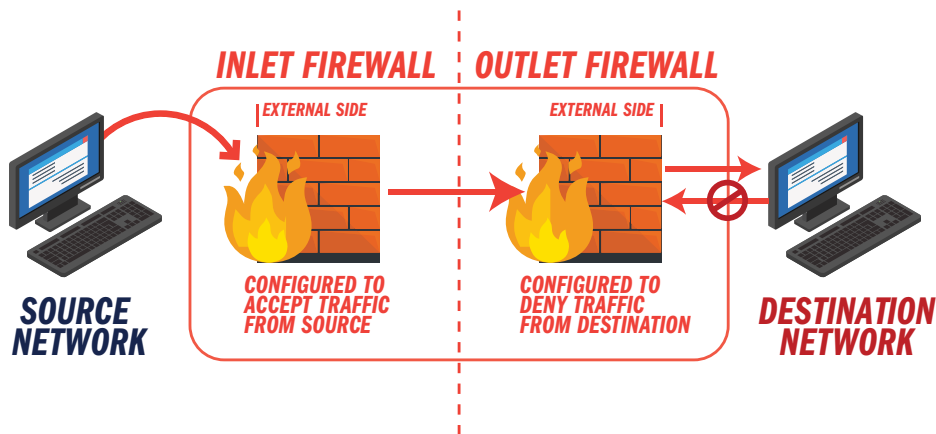 INLET FIREWALL
OUTLET FIREWALL
EXTERNAL SIDE
EXTERNAL SIDE
CONFIGURED TO
ACCEPT TRAFFIC
FROM SOURCE
CONFIGURED TO
DENY TRAFFIC
FROM DESTINATION
SOURCE
NETWORK
DESTINATION
NETWORK